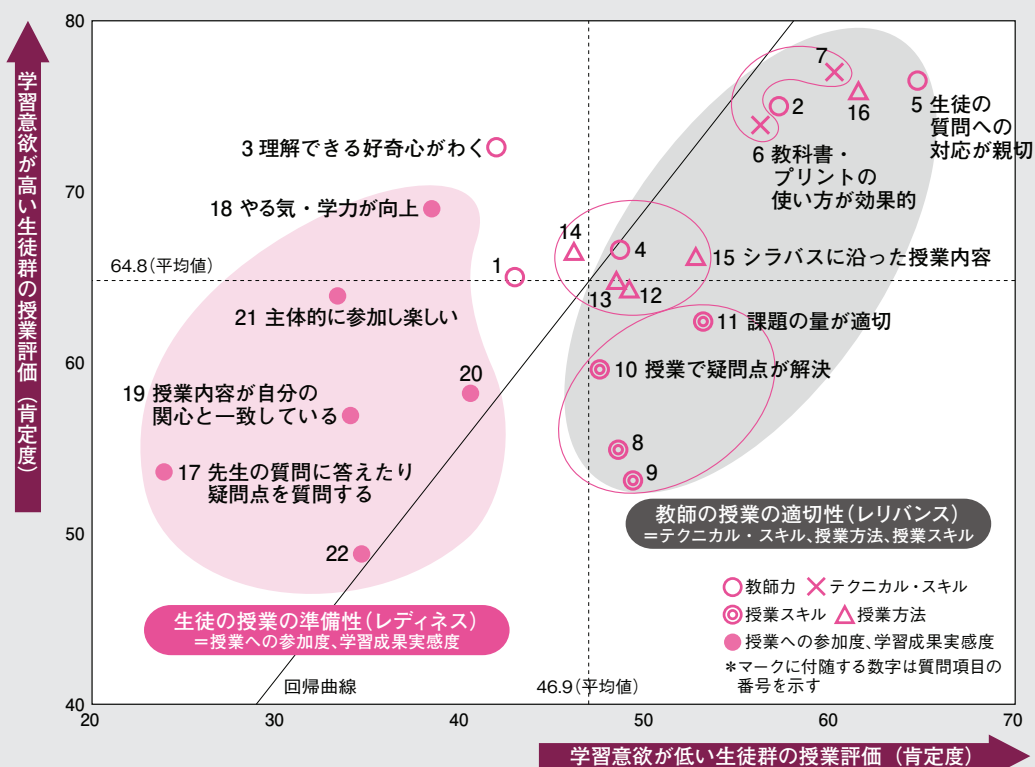 学習意欲が高い生徒群の授業評価(肯定度)
80
70
60
50
40
64.8(平均値)
3 理解できる好奇心がわく
18 やる気・学力が向上
1
21 主体的に参加し楽しい
20
19 授業内容が自分の
関心と一致している
17 先生の質問に答えたり
疑問点を質問する
22
生徒の授業の準備性(レディネス)
=授業への参加度、学習成果実感度
7
2
16
5 生徒の
質問への
対応が親切
6 教科書・
プリントの
使い方が効果的
14
4
15 シラバスに沿った授業内容
13
12
11 課題の量が適切
10 授業で疑問点が解決
8
9
教師の授業の適切性(レリバンス)
=テクニカル・スキル、授業方法、授業スキル
教師力 テクニカル・スキル
授業スキル 授業方法
授業への参加度、学習成果実感度
*マークに付随する数字は質問項目の
番号を示す
回帰曲線
46.9(平均値)
20 30 40 50 60 70
学習意欲が低い生徒群の授業評価(肯定度)